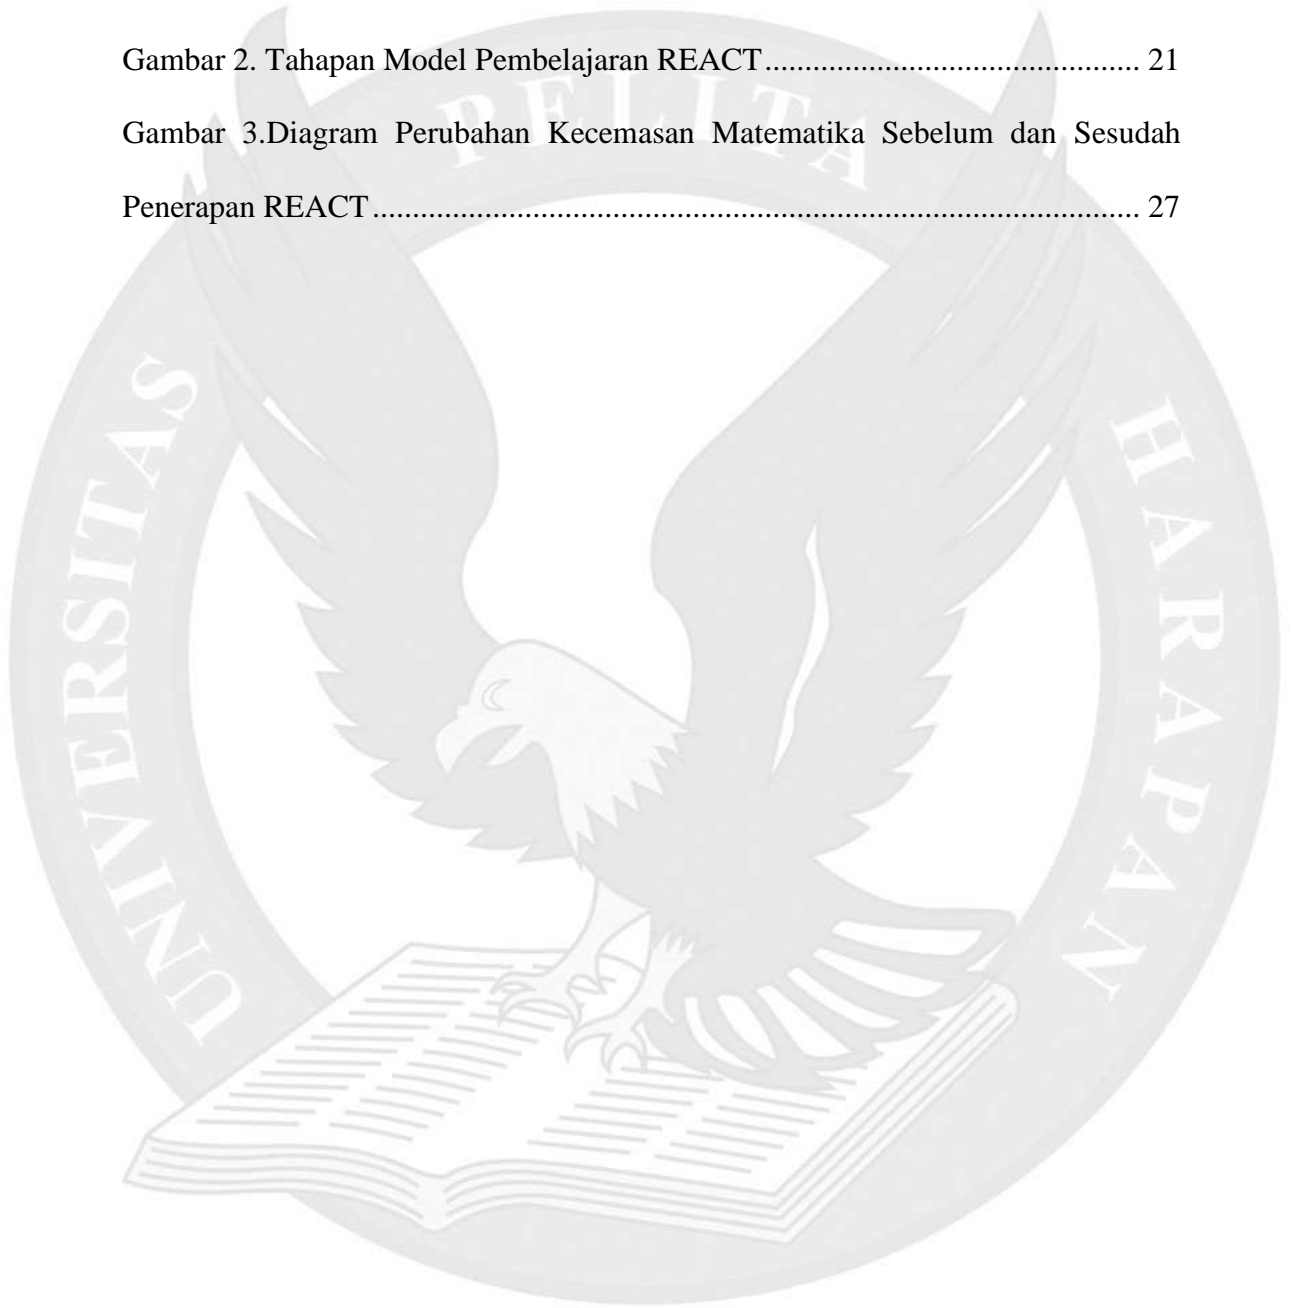 Gambar 2. Tahapan Model Pembelajaran REACT............................................... 21
Gambar 3.Diagram Perubahan Kecemasan Matematika Sebelum dan Sesudah
Penerapan REACT................................................................................................ 27
UNIVERSITAS PELITA HARAPAN